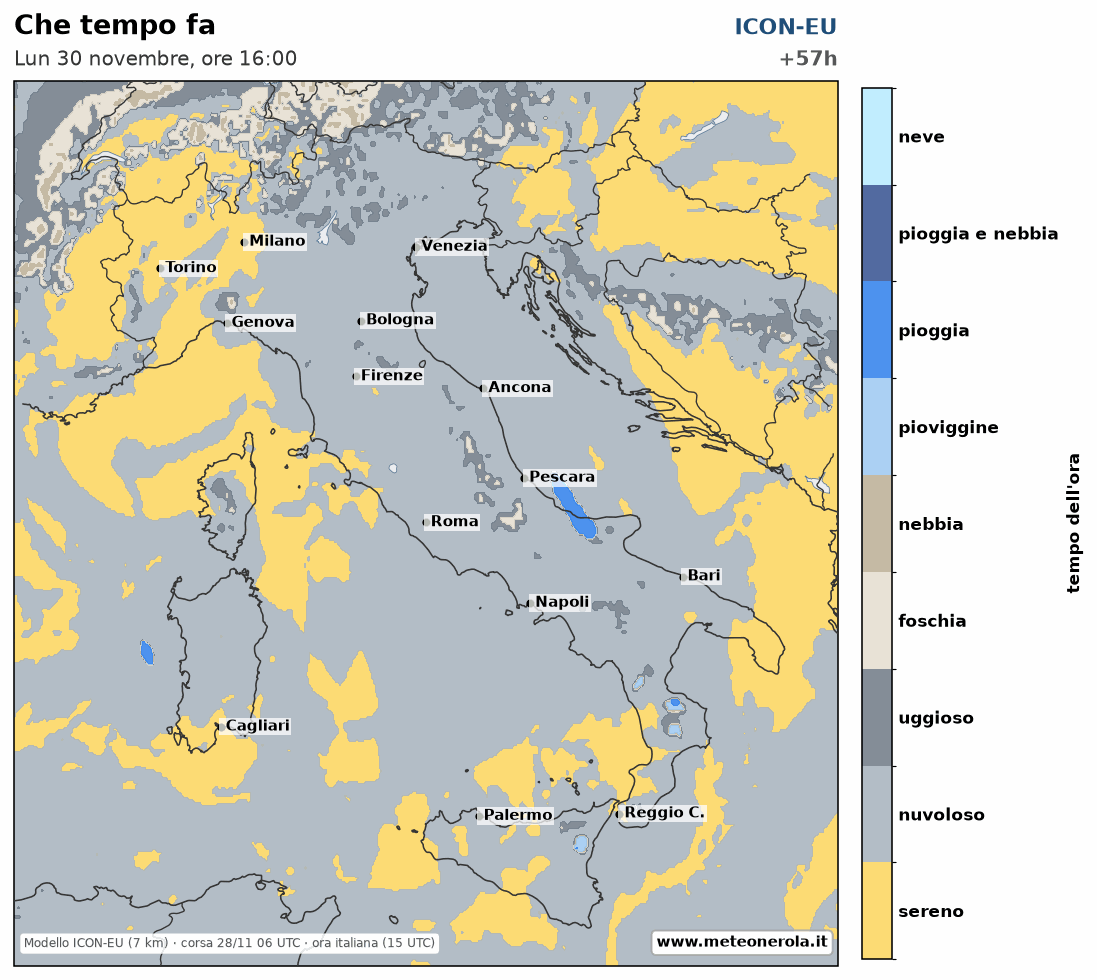 Che tempo fa
ICON-EU
Lun 30 novembre, ore 16:00
+57h
neve
pioggia e nebbia
pioggia
pioviggine
nebbia
foschia
uggioso
nuvoloso
sereno
tempo dell'ora
Milano
Venezia
Torino
Genova
Bologna
Firenze
Ancona
Pescara
Roma
Bari
Napoli
Cagliari
Palermo
Reggio C.
Modello ICON-EU (7 km) · corsa 28/11 06 UTC · ora italiana (15 UTC)
www.meteonerola.it